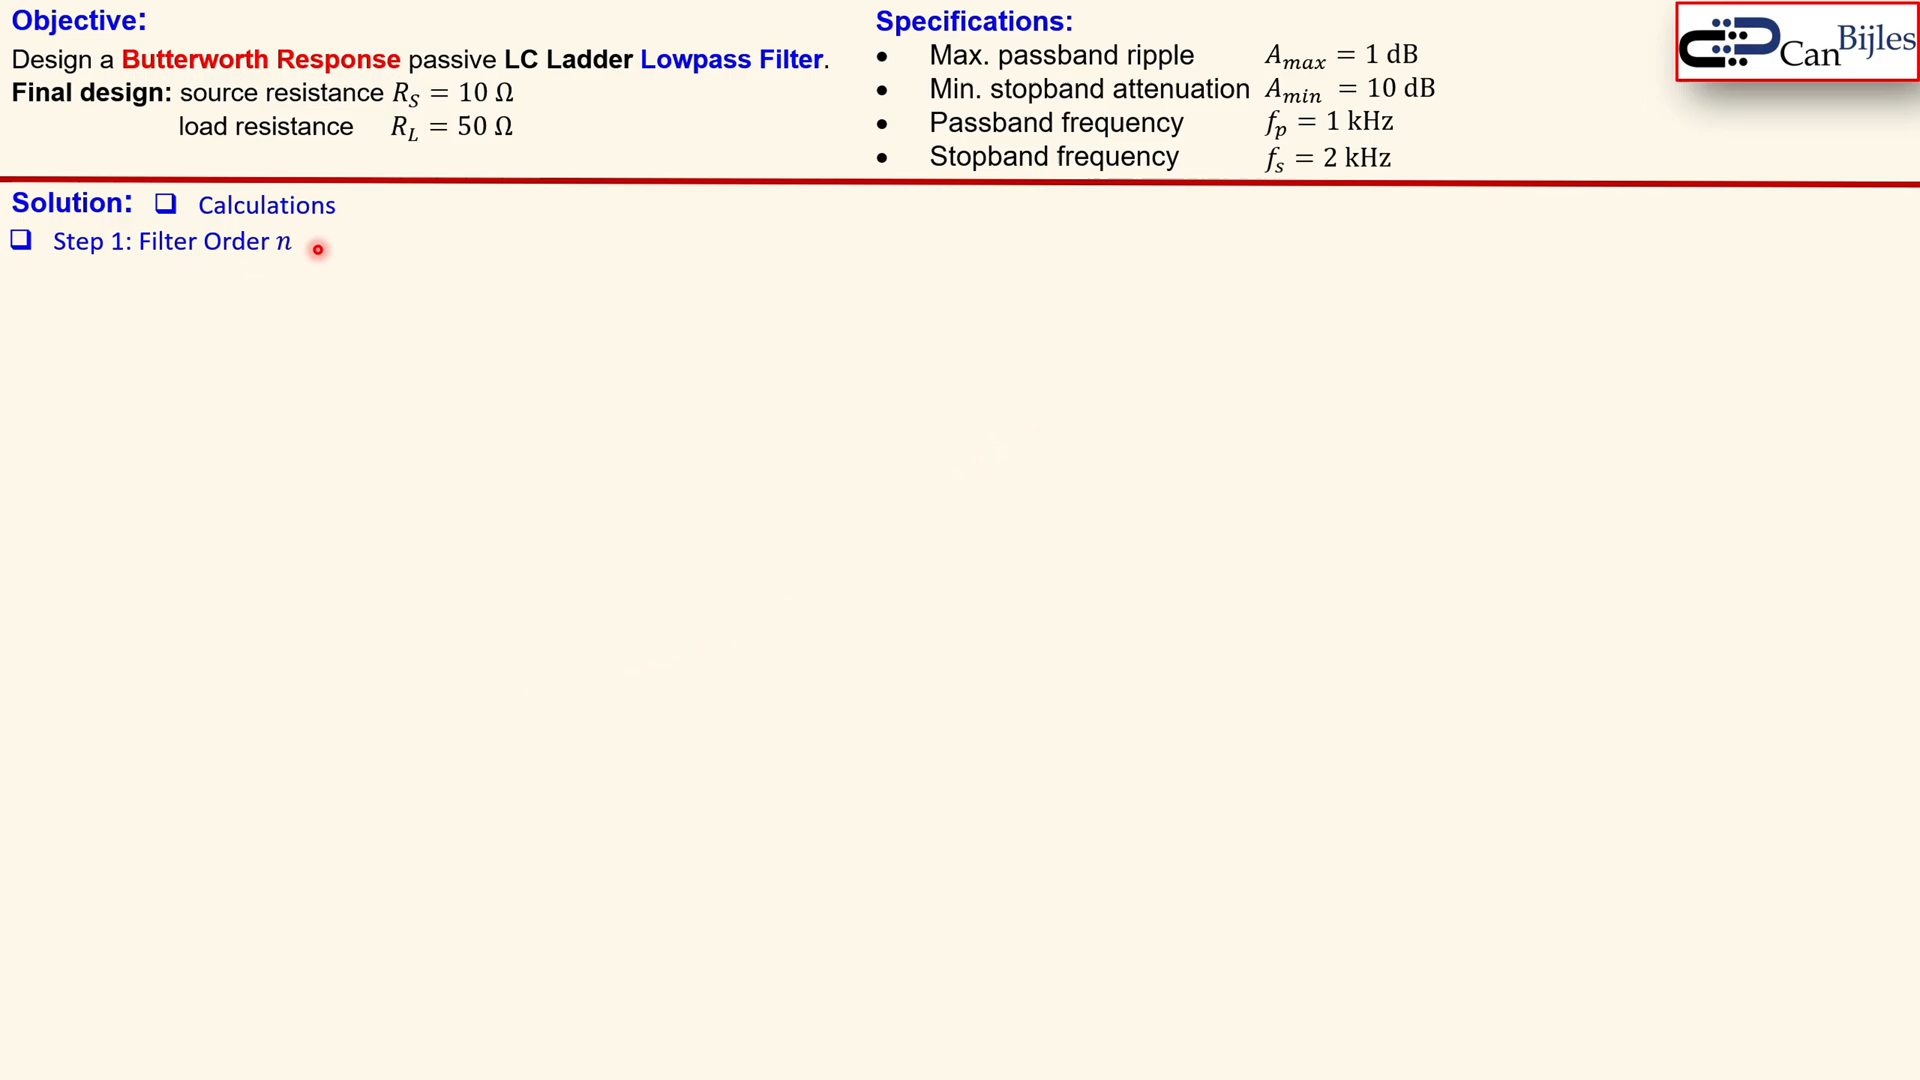 Objective:
Design a Butterworth Response passive LC Ladder Lowpass Filter.
Final design: source resistance R_S = 10 Ω
load resistance R_L = 50 Ω
Specifications:
• Max. passband ripple A_max = 1 dB
• Min. stopband attenuation A_min = 10 dB
• Passband frequency f_p = 1 kHz
• Stopband frequency f_s = 2 kHz
CanBijles
Solution: ❑ Calculations
❑ Step 1: Filter Order n